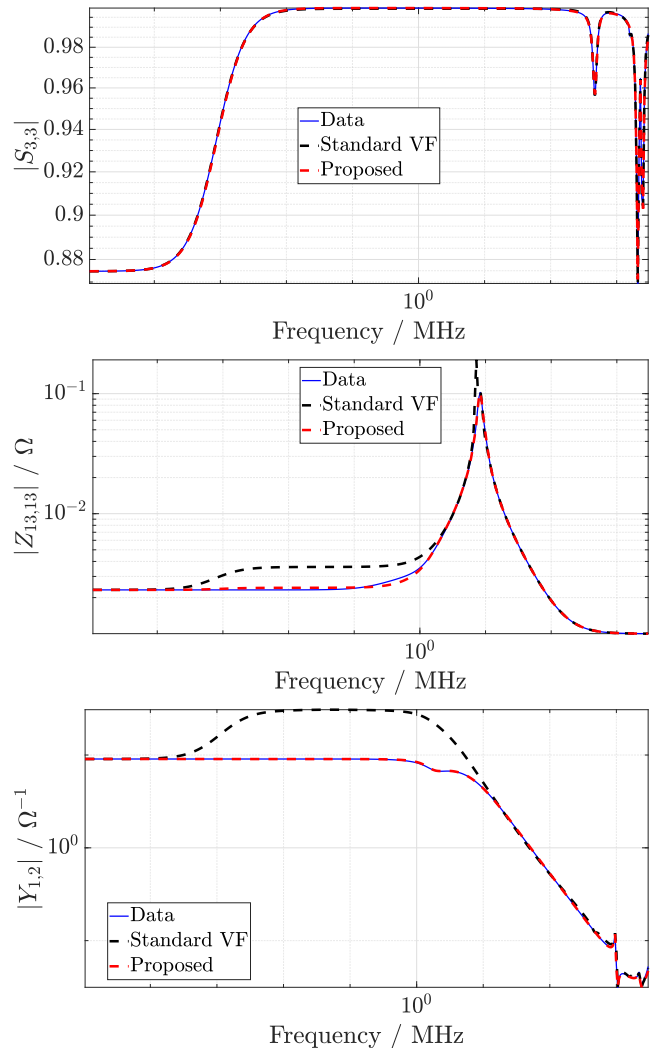 0.98
0.96
0.94
0.92
0.9
0.88
|S3,3|
Data
Standard VF
Proposed
10^0
Frequency / MHz
10^-1
10^-2
|Z13,13| / Ω
Data
Standard VF
Proposed
10^0
Frequency / MHz
10^0
|Y1,2| / Ω^-1
Data
Standard VF
Proposed
10^0
Frequency / MHz